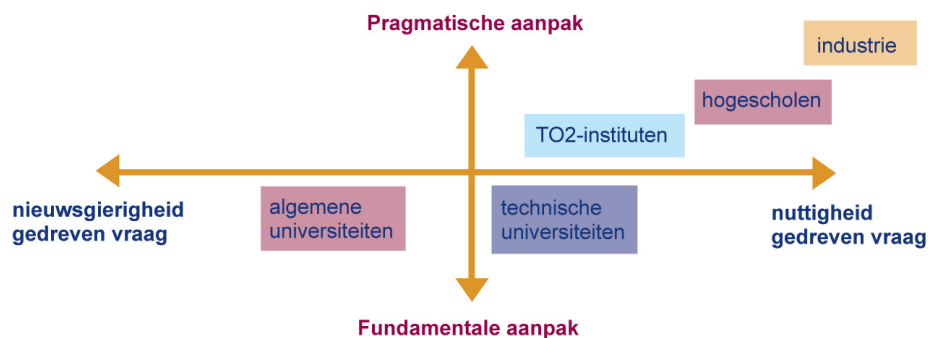 Pragmatische aanpak
industrie
hogescholen
TO2-instituten
nieuwsgierigheid
gedreven vraag
algemene
universiteiten
technische
universiteiten
nuttigheid
gedreven vraag
Fundamentale aanpak